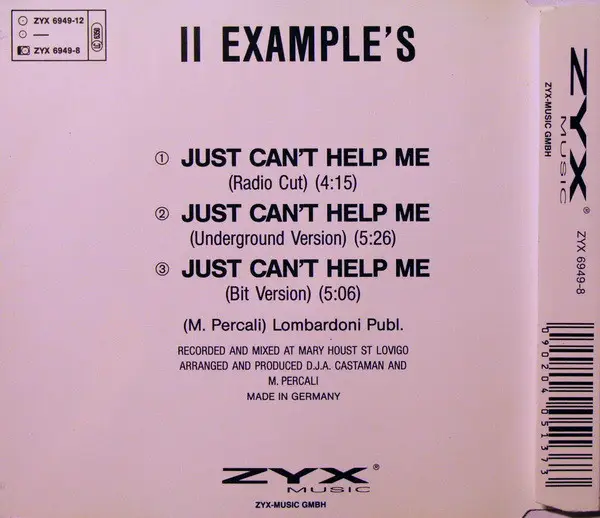 ZYX 6949-12
—
ZYX 6949-8
II EXAMPLE'S
① JUST CAN'T HELP ME
(Radio Cut) (4:15)
② JUST CAN'T HELP ME
(Underground Version) (5:26)
③ JUST CAN'T HELP ME
(Bit Version) (5:06)
(M. Percali) Lombardoni Publ.
RECORDED AND MIXED AT MARY HOUST ST LOVIGO
ARRANGED AND PRODUCED D.J.A. CASTAMAN AND
M. PERCALI
MADE IN GERMANY
ZYX®
MUSIC
ZYX-MUSIC GMBH
ZYX®
MUSIC
ZYX-MUSIC GMBH
ZYX 6949-8
090204051373